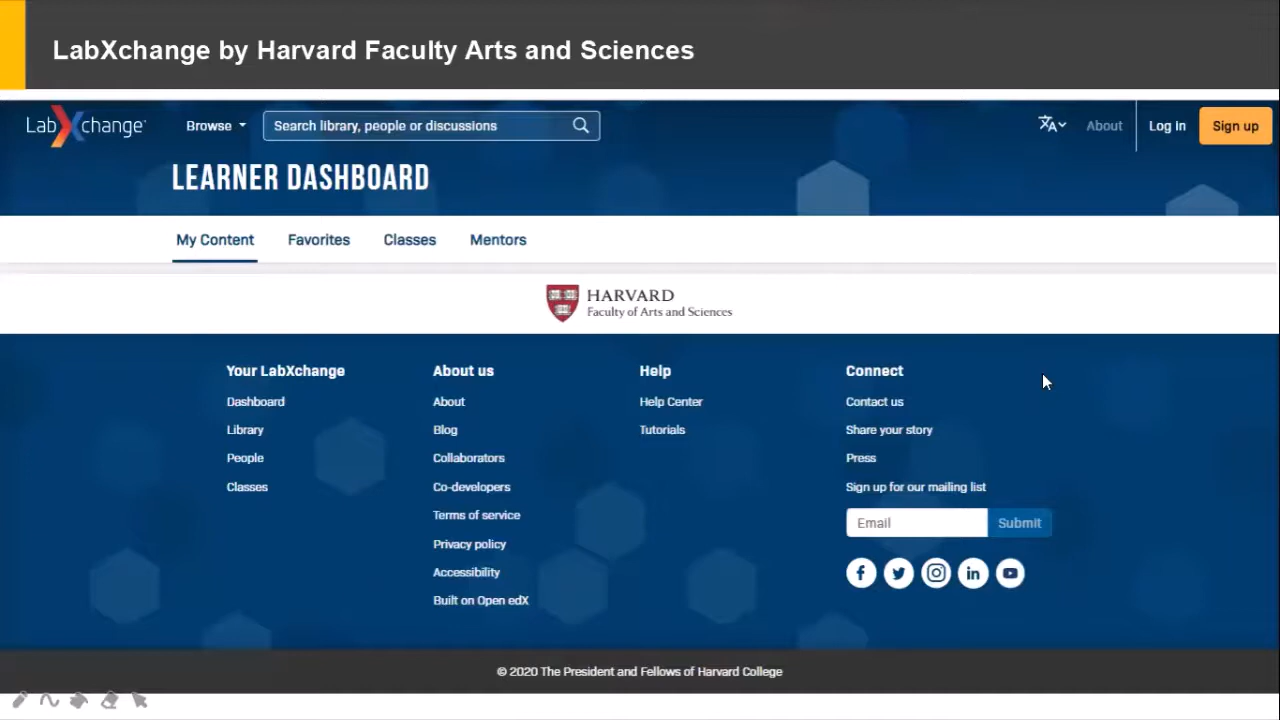 LabXchange by Harvard Faculty Arts and Sciences
LabXchange Browse Search library, people or discussions About Log In Sign up
LEARNER DASHBOARD
My Content Favorites Classes Mentors
HARVARD
Faculty of Arts and Sciences
Your LabXchange
Dashboard
Library
People
Classes
About us
About
Blog
Collaborators
Co-developers
Terms of service
Privacy policy
Accessibility
Built on Open edX
Help
Help Center
Tutorials
Connect
Contact us
Share your story
Press
Sign up for our mailing list
Email Submit
© 2020 The President and Fellows of Harvard College